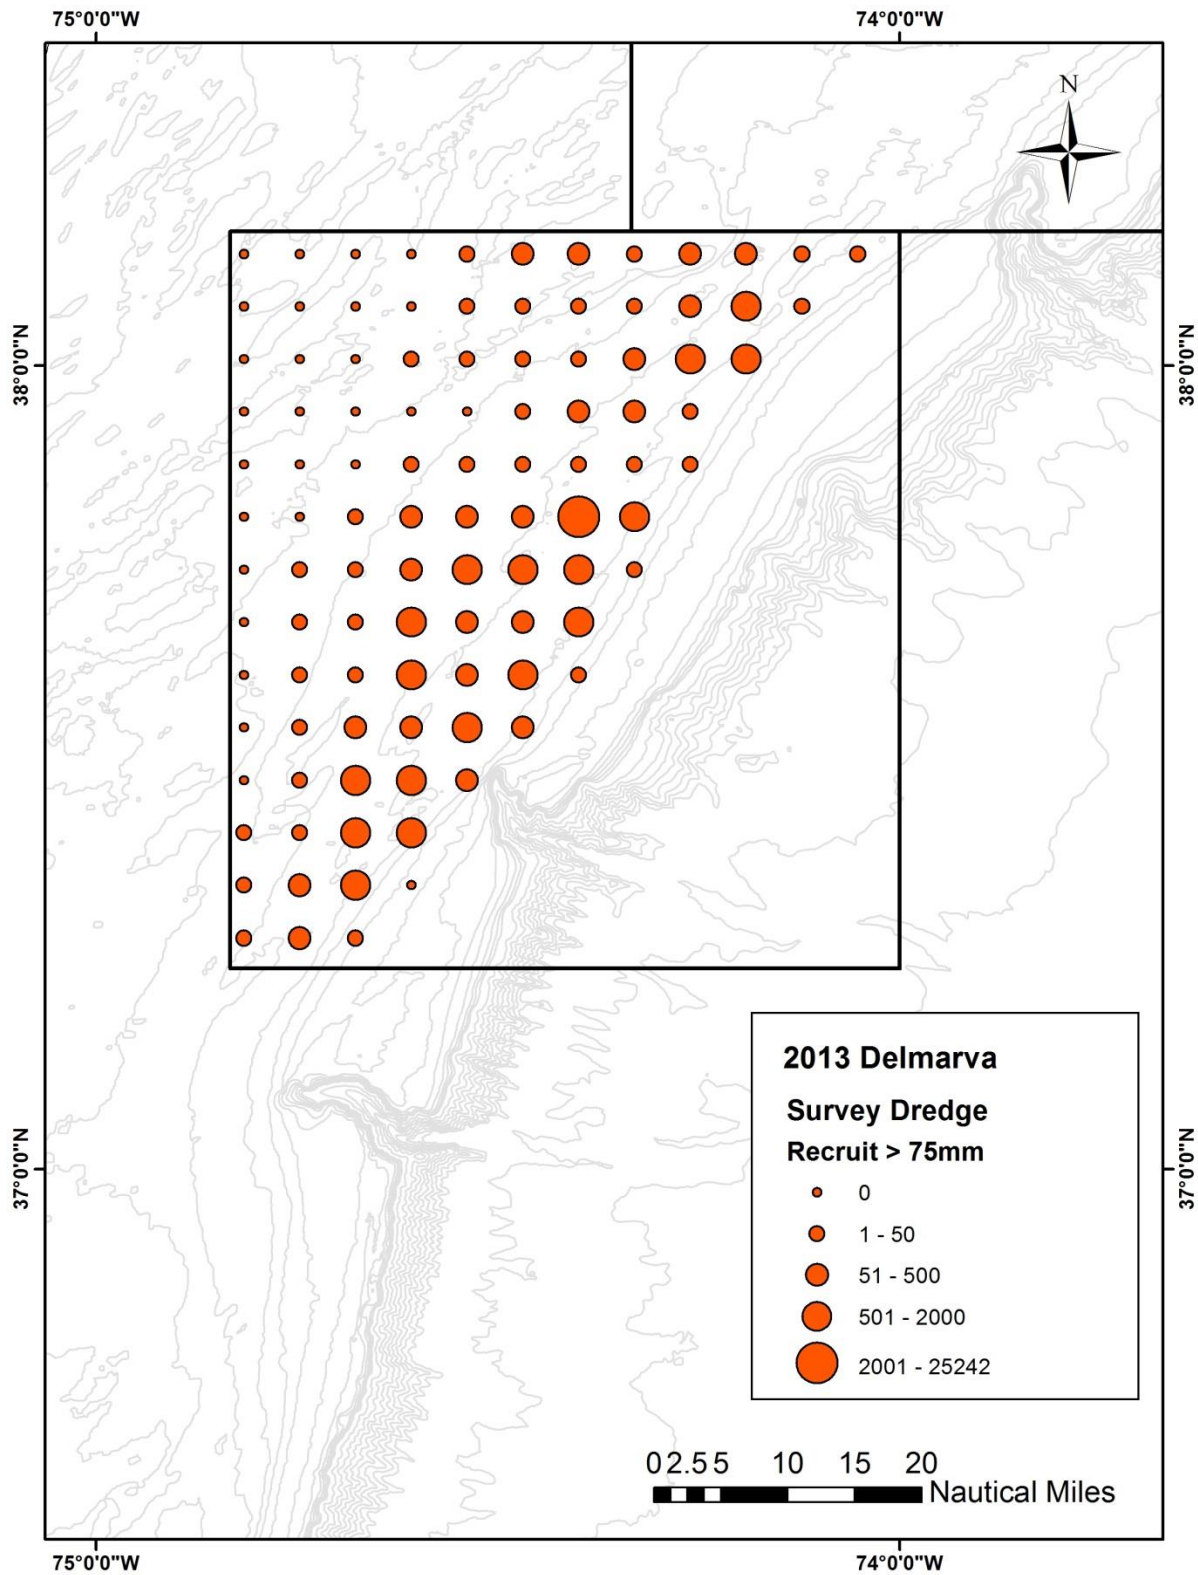 75°0'0"W 74°0'0"W
N
38°0'0"N 38°0'0"N
2013 Delmarva
Survey Dredge
Recruit > 75mm
0
1 - 50
51 - 500
501 - 2000
2001 - 25242
37°0'0"N 37°0'0"N
0 2.5 5 10 15 20
Nautical Miles
75°0'0"W 74°0'0"W